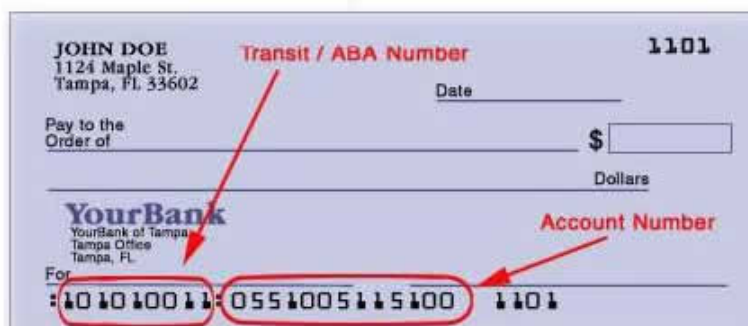 JOHN DOE
1124 Maple St.
Tampa, FL 33602
Transit / ABA Number
1101
Date
Pay to the
Order of
$
Dollars
YourBank
YourBank of Tampa
Tampa Office
Tampa, FL
Account Number
For
⑆101010011⑆0551005115100 1101